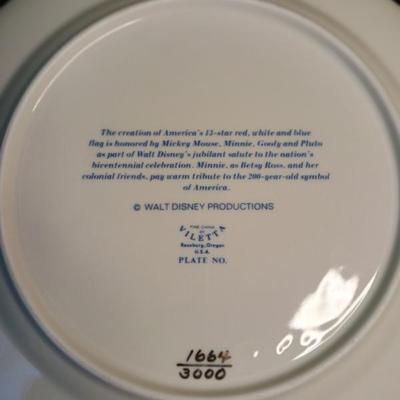 The creation of America's 13-star red, white and blue
flag is honored by Mickey Mouse, Minnie, Goofy and Pluto
as part of Walt Disney's jubilant salute to the nation's
bicentennial celebration. Minnie, as Betsy Ross, and her
colonial friends, pay warm tribute to the 200-year-old symbol
of America.
© WALT DISNEY PRODUCTIONS
FINE CHINA
BY
VILETTA
Roseburg, Oregon
U.S.A.
PLATE NO.
1664
3000